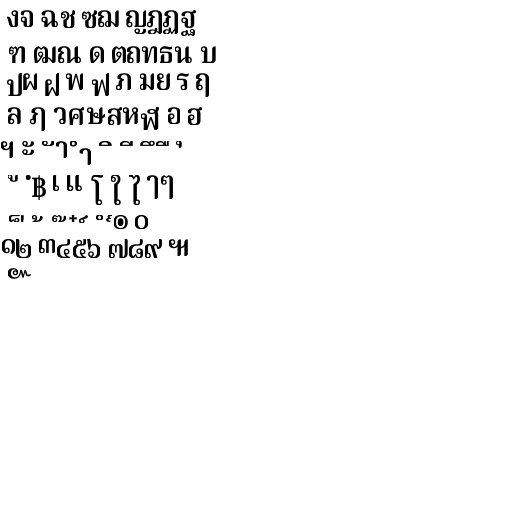 งจ ฉช ซฌ ญฎฏฐ
ฑ ฒณ ด ตถทธน บ
ปผ ฝ พ ฟ ภ มย ร ฤ
ล ฦ วศษสหฬ อ ฮ
ฯ ะ ั า ำ ิ ี ึ ื ุ
ู ฺ ฿ เ แ โ ใ ไ ๅๆ
็ ่ ้ ๊ ๋ ์ ํ ๎ ๏ ๐
๑๒ ๓๔๕๖ ๗๘๙ ๚
๛